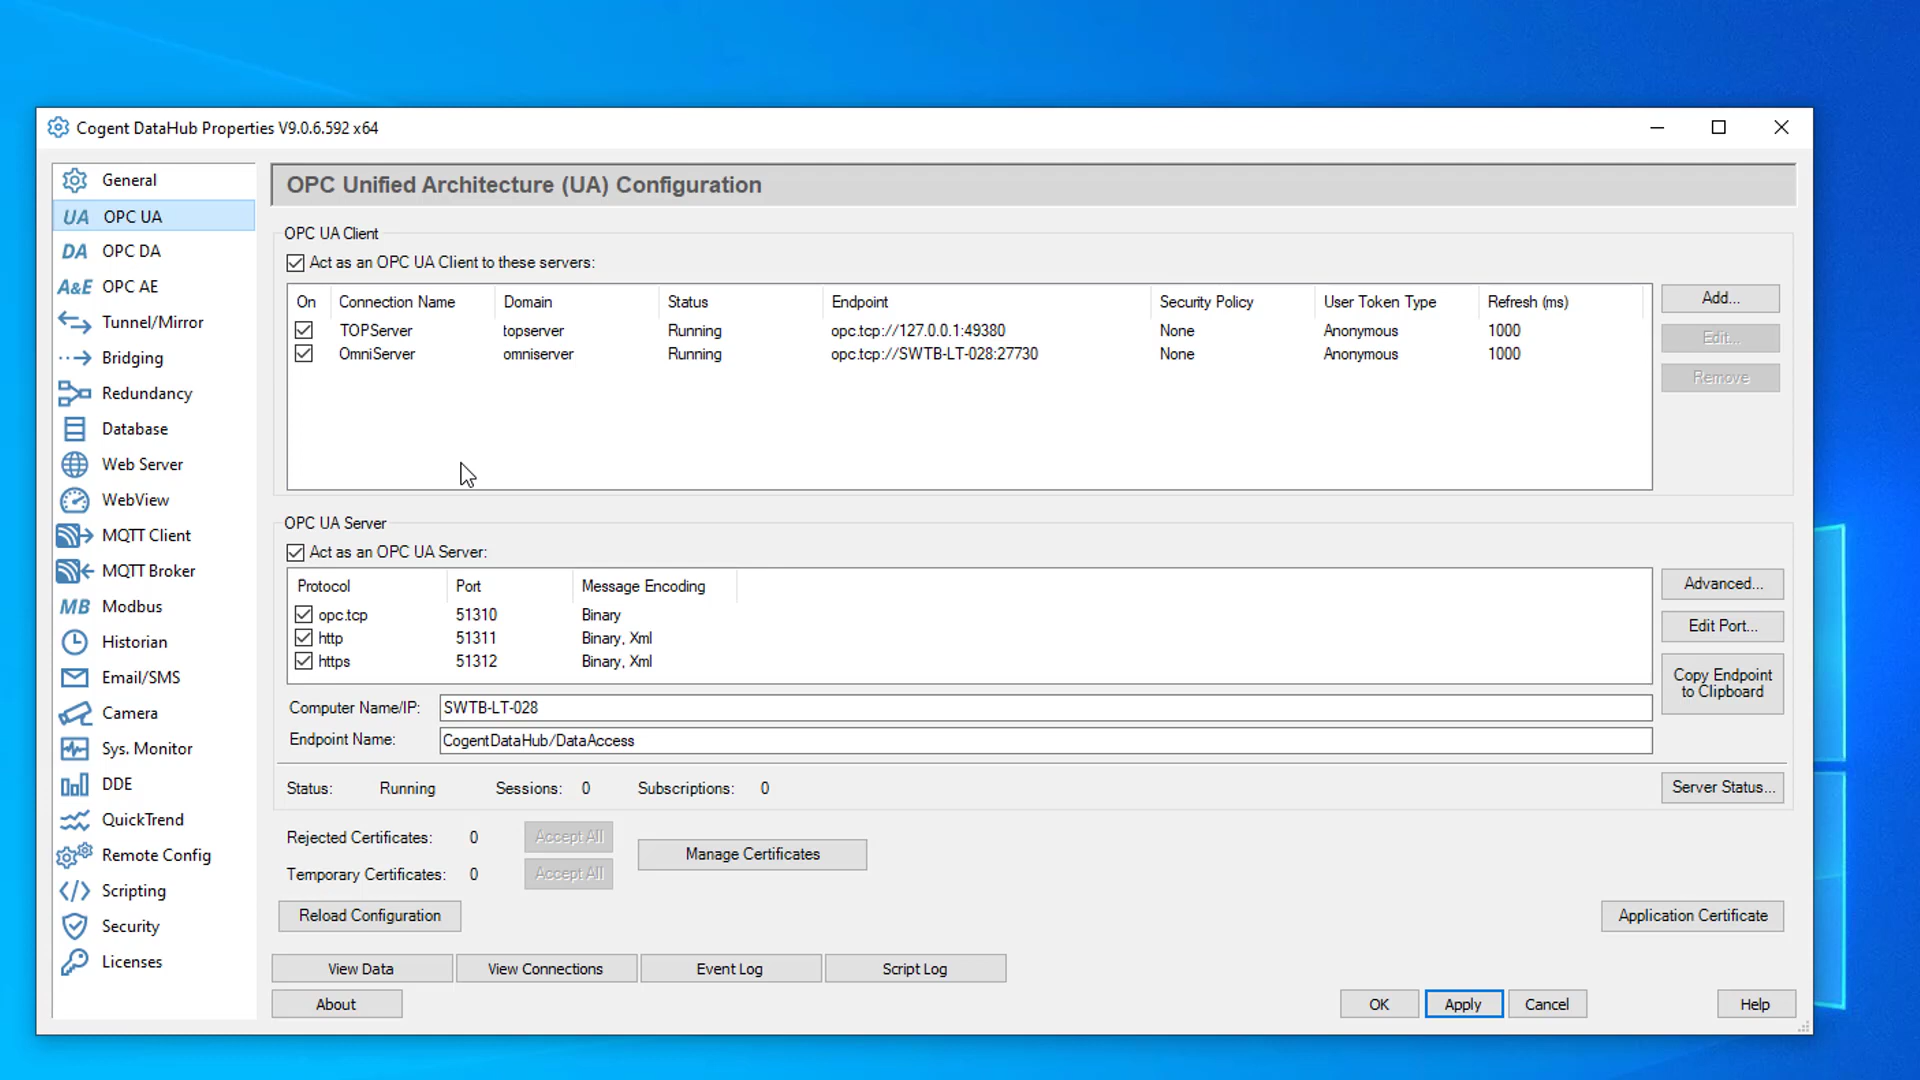 Cogent DataHub Properties V9.0.6.592 x64
General
UA OPC UA
DA OPC DA
A&E OPC AE
Tunnel/Mirror
Bridging
Redundancy
Database
Web Server
WebView
MQTT Client
MQTT Broker
MB Modbus
Historian
Email/SMS
Camera
Sys. Monitor
DDE
QuickTrend
Remote Config
Scripting
Security
Licenses
OPC Unified Architecture (UA) Configuration
OPC UA Client
Act as an OPC UA Client to these servers:
On Connection Name Domain Status Endpoint Security Policy User Token Type Refresh (ms)
TOPServer topserver Running opc.tcp://127.0.0.1:49380 None Anonymous 1000
OmniServer omniserver Running opc.tcp://SWTB-LT-028:27730 None Anonymous 1000
Add...
Edit...
Remove
OPC UA Server
Act as an OPC UA Server:
Protocol Port Message Encoding
opc.tcp 51310 Binary
http 51311 Binary, Xml
https 51312 Binary, Xml
Advanced...
Edit Port...
Copy Endpoint
to Clipboard
Computer Name/IP: SWTB-LT-028
Endpoint Name: CogentDataHub/DataAccess
Status: Running Sessions: 0 Subscriptions: 0 Server Status...
Rejected Certificates: 0 Accept All
Manage Certificates
Temporary Certificates: 0 Accept All
Reload Configuration Application Certificate
View Data View Connections Event Log Script Log
About OK Apply Cancel Help